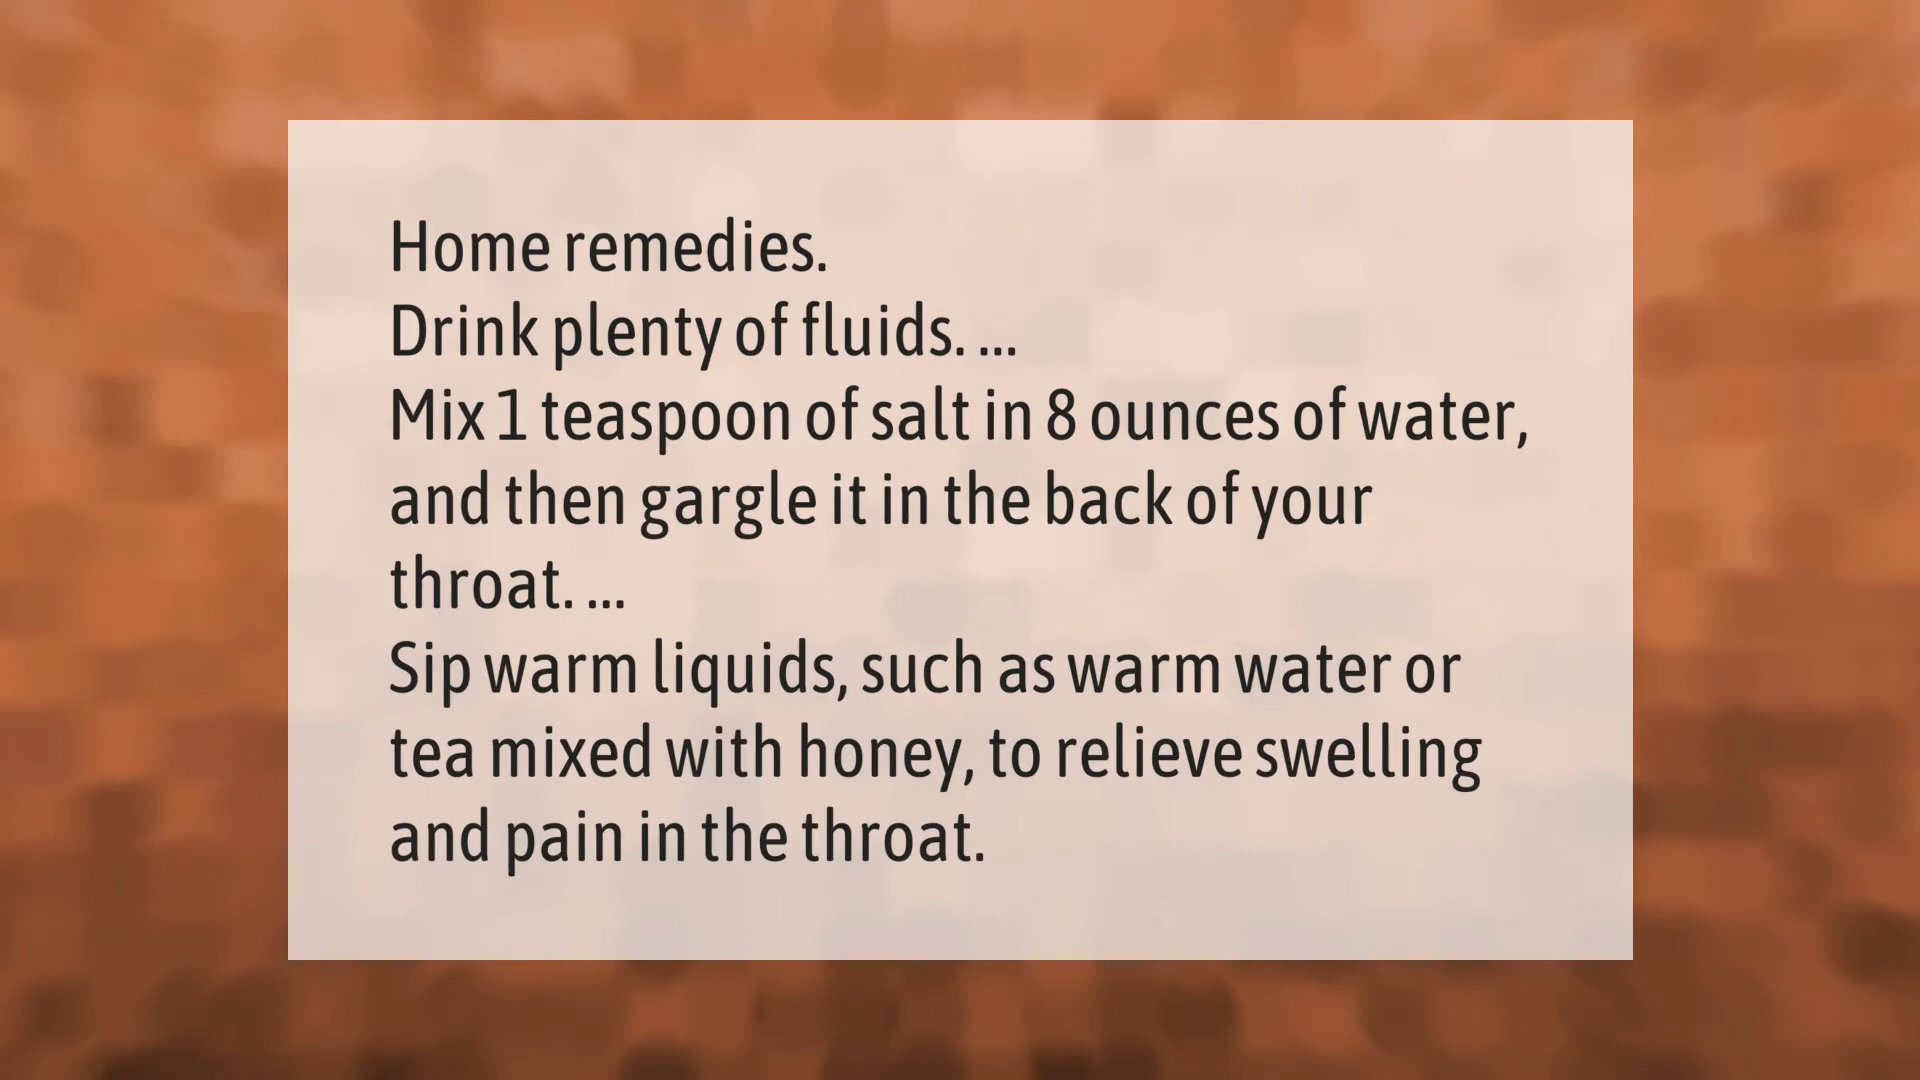 Home remedies.
Drink plenty of fluids. ...
Mix 1 teaspoon of salt in 8 ounces of water,
and then gargle it in the back of your
throat. ...
Sip warm liquids, such as warm water or
tea mixed with honey, to relieve swelling
and pain in the throat.